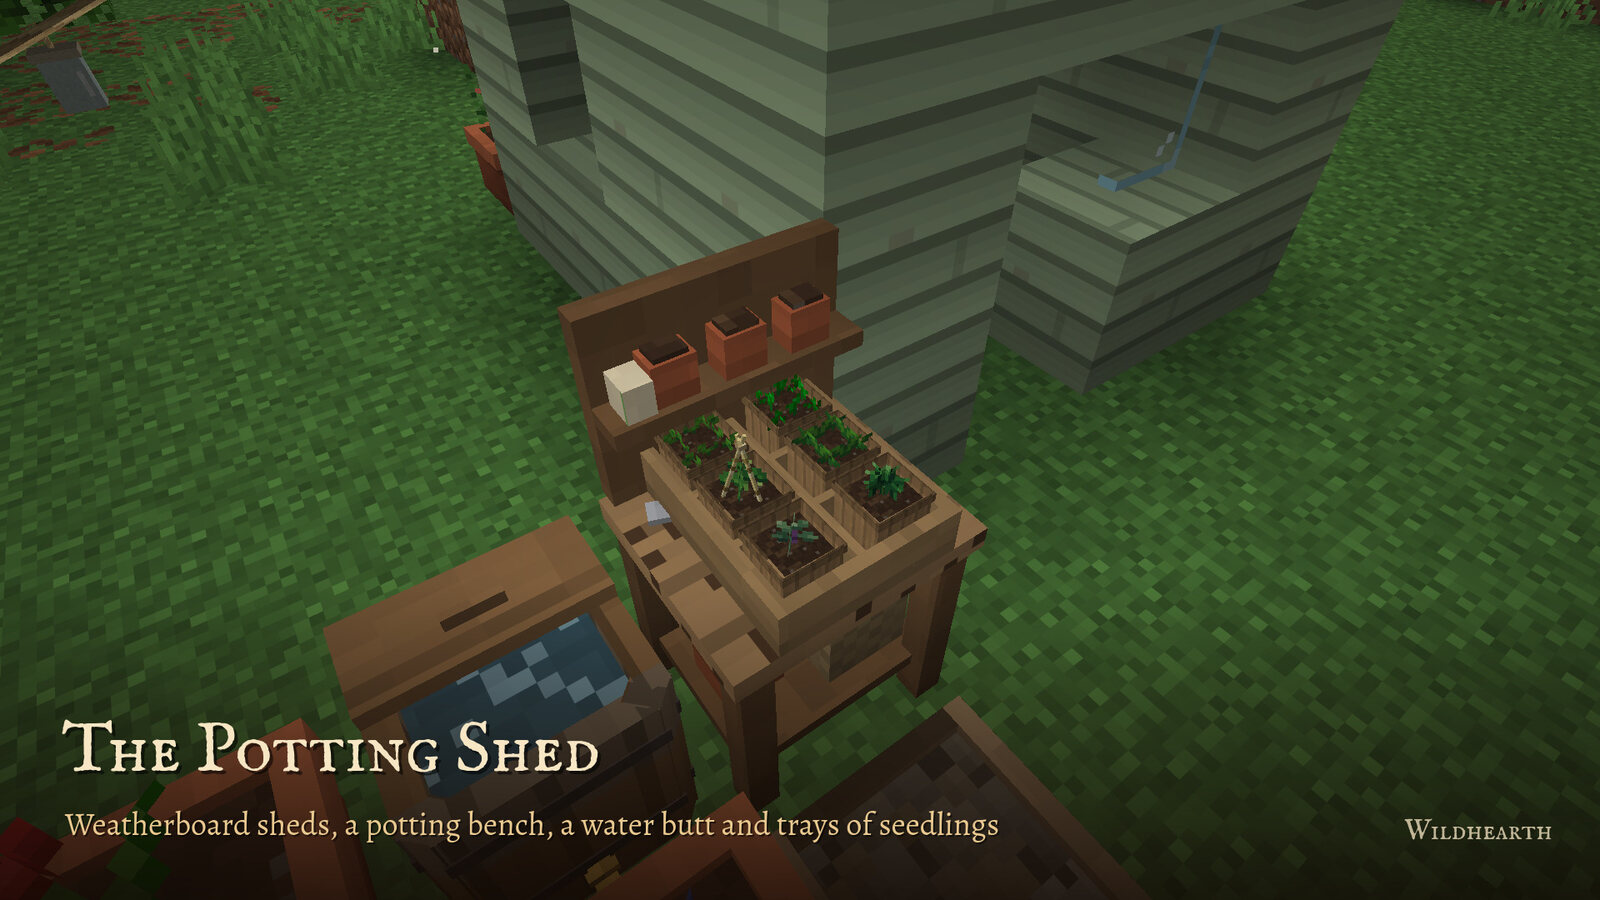 The Potting Shed
Weatherboard sheds, a potting bench, a water butt and trays of seedlings
Wildhearth